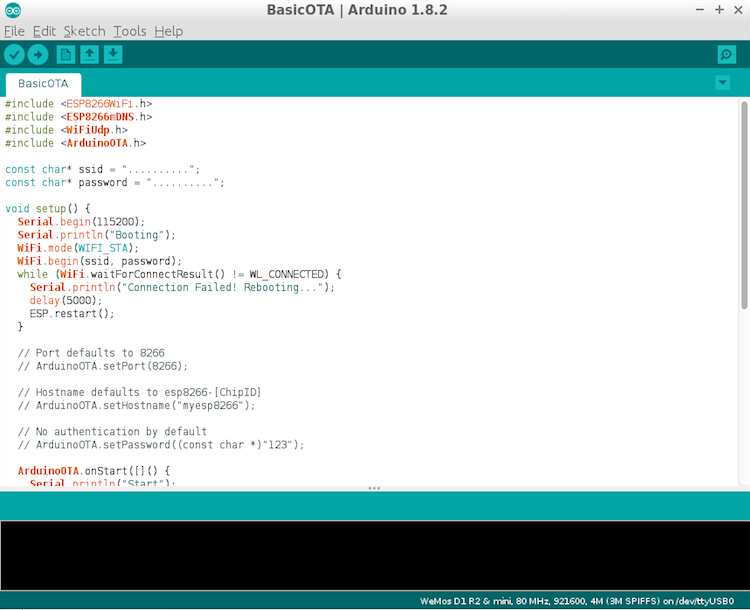 BasicOTA | Arduino 1.8.2
File Edit Sketch Tools Help
BasicOTA
#include <ESP8266WiFi.h>
#include <ESP8266mDNS.h>
#include <WiFiUdp.h>
#include <ArduinoOTA.h>
const char* ssid = "..........";
const char* password = "..........";
void setup() {
  Serial.begin(115200);
  Serial.println("Booting");
  WiFi.mode(WIFI_STA);
  WiFi.begin(ssid, password);
  while (WiFi.waitForConnectResult() != WL_CONNECTED) {
    Serial.println("Connection Failed! Rebooting...");
    delay(5000);
    ESP.restart();
  }
  // Port defaults to 8266
  // ArduinoOTA.setPort(8266);
  // Hostname defaults to esp8266-[ChipID]
  // ArduinoOTA.setHostname("myesp8266");
  // No authentication by default
  // ArduinoOTA.setPassword((const char *)"123");
  ArduinoOTA.onStart([]() {
    Serial.println("Start");
WeMos D1 R2 & mini, 80 MHz, 921600, 4M (3M SPIFFS) on /dev/ttyUSB0